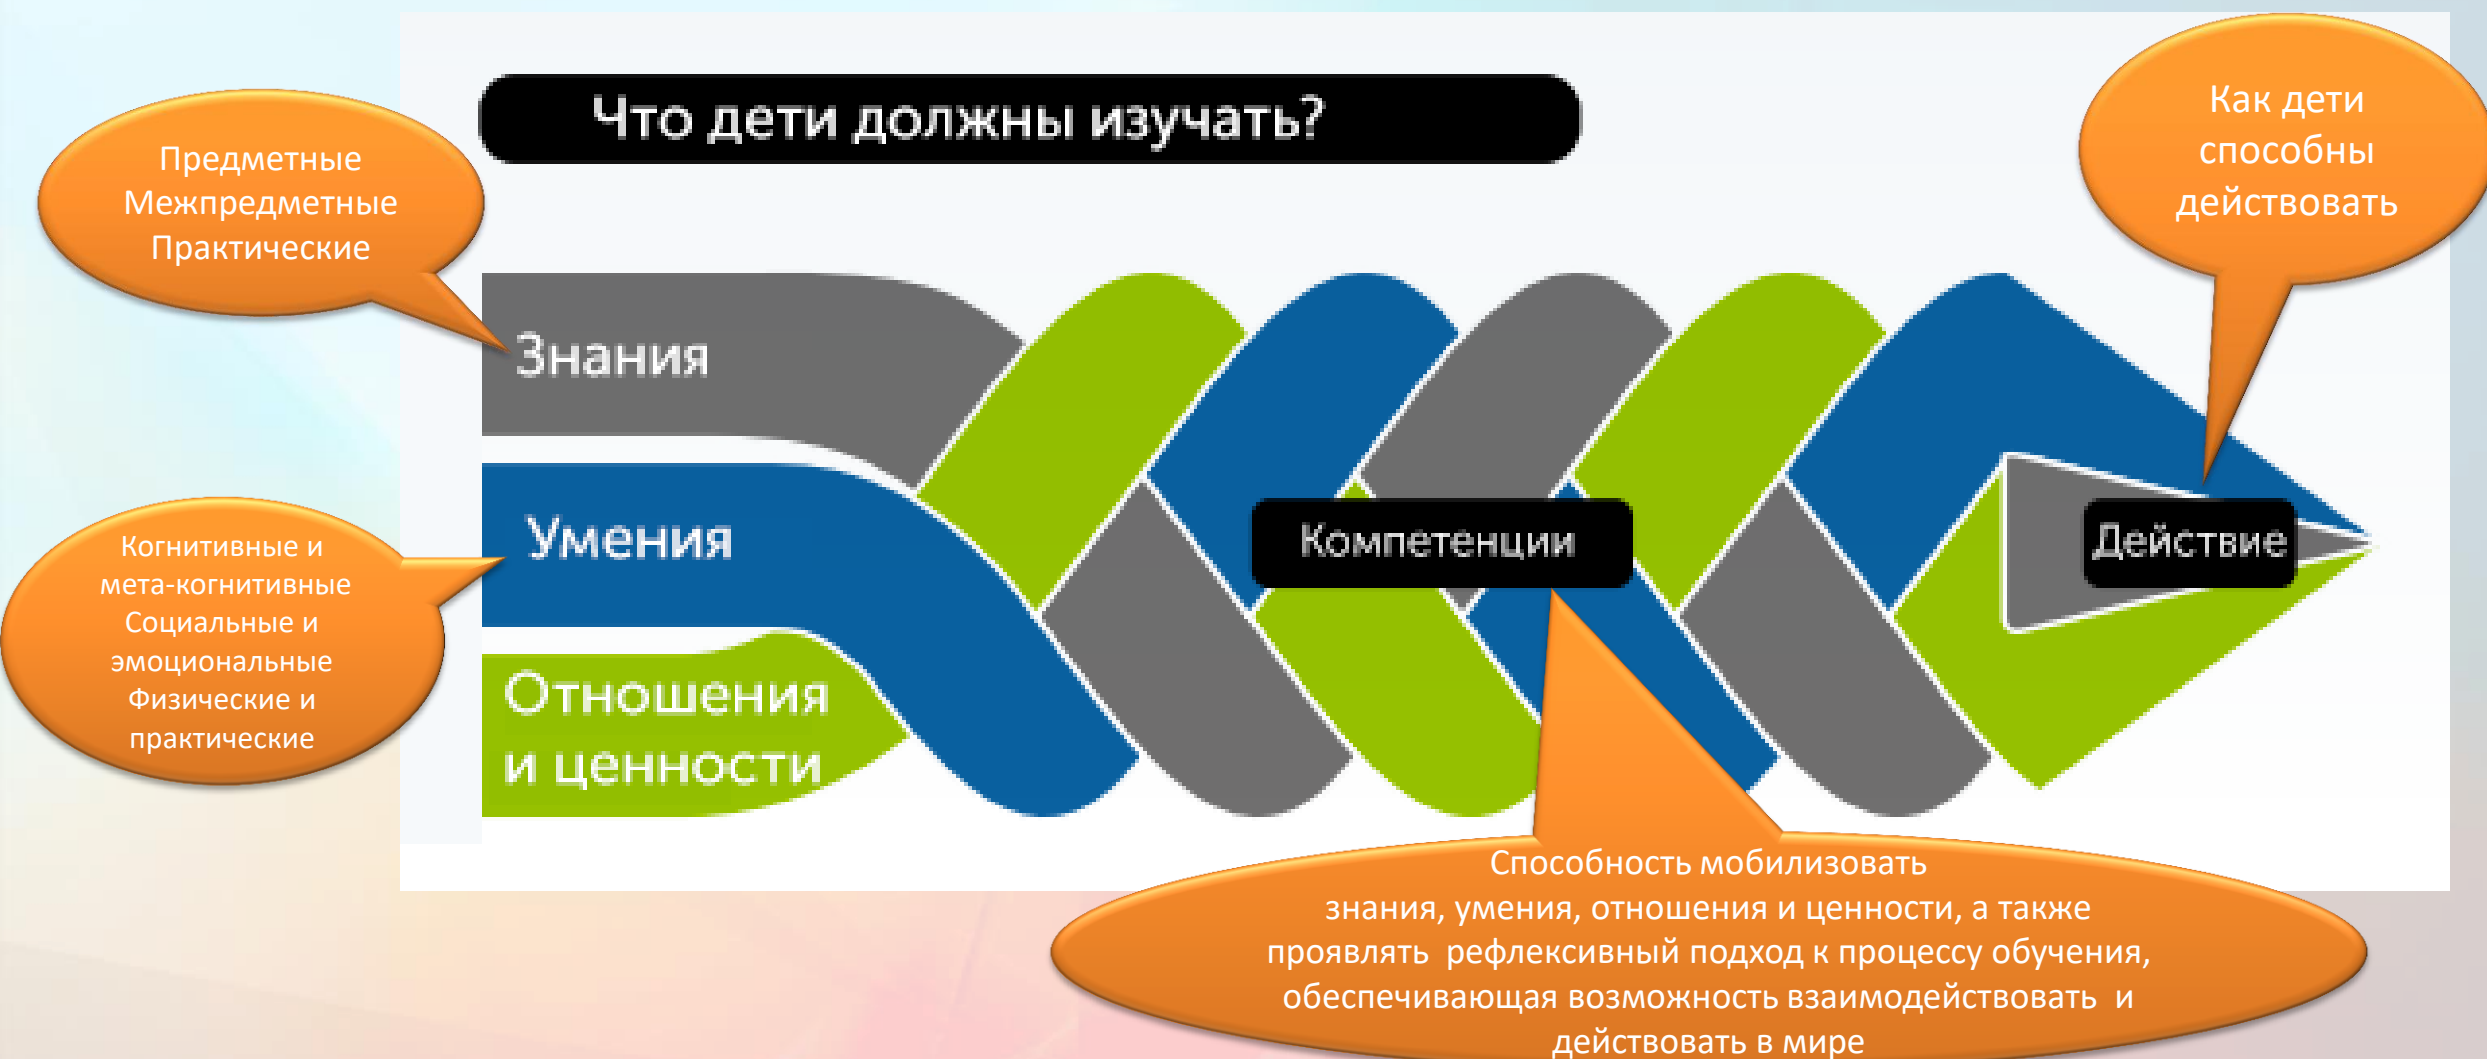 Что дети должны изучать?
Предметные
Межпредметные
Практические
Как дети
способны
действовать
Знания
Умения
Отношения
и ценности
Когнитивные и
мета-когнитивные
Социальные и
эмоциональные
Физические и
практические
Компетенции
Действие
Способность мобилизовать
знания, умения, отношения и ценности, а также
проявлять рефлексивный подход к процессу обучения,
обеспечивающая возможность взаимодействовать и
действовать в мире